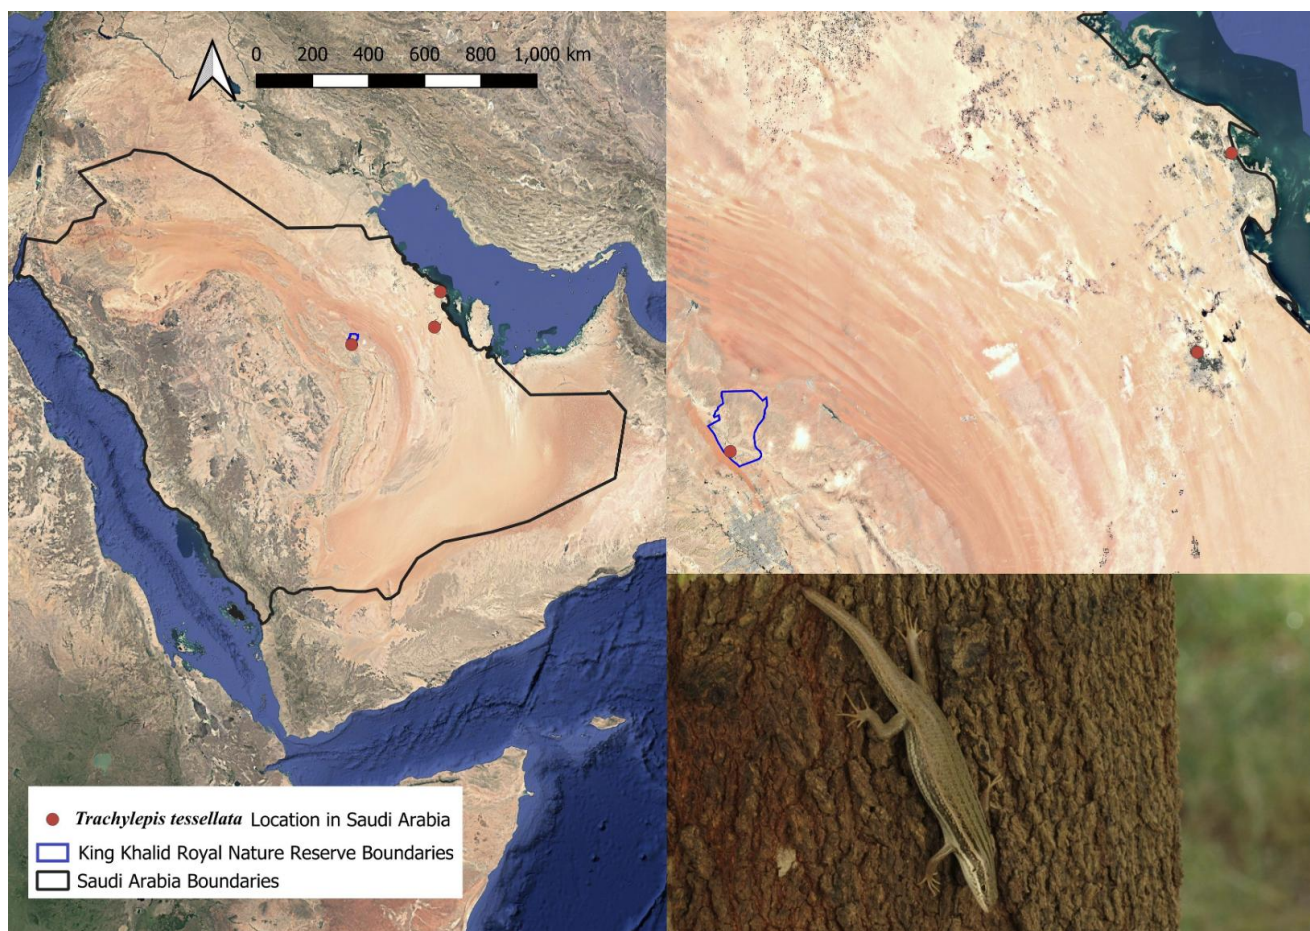 0 200 400 600 800 1,000 km
Trachylepis tessellata Location in Saudi Arabia
King Khalid Royal Nature Reserve Boundaries
Saudi Arabia Boundaries